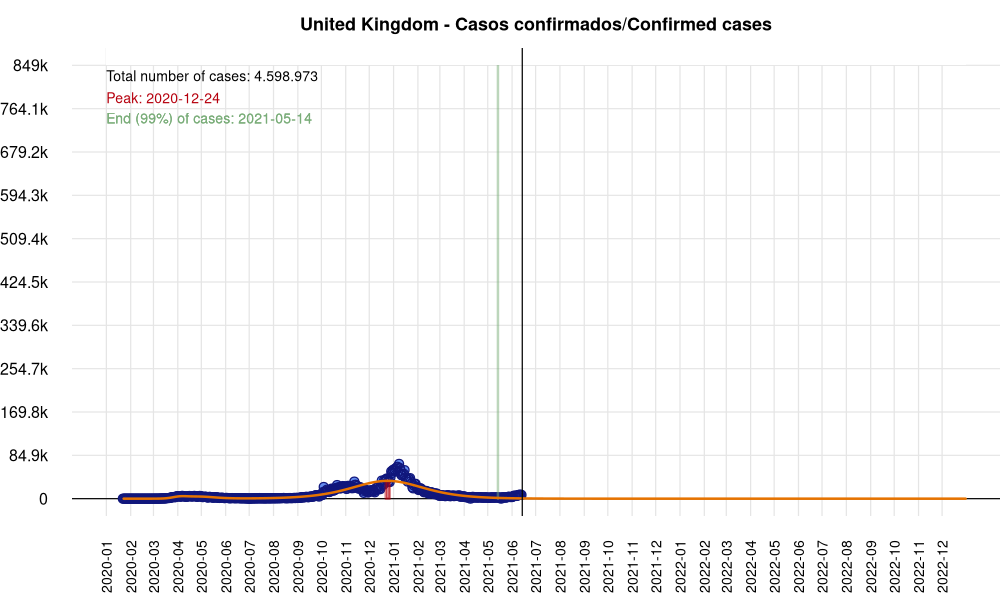 United Kingdom - Casos confirmados/Confirmed cases
849k
Total number of cases: 4.598.973
Peak: 2020-12-24
764.1k
End (99%) of cases: 2021-05-14
679.2k
594.3k
509.4k
424.5k
339.6k
254.7k
169.8k
84.9k
0
2020-01
2020-02
2020-03
2020-04
2020-05
2020-06
2020-07
2020-08
2020-09
2020-10
2020-11
2020-12
2021-01
2021-02
2021-03
2021-04
2021-05
2021-06
2021-07
2021-08
2021-09
2021-10
2021-11
2021-12
2022-01
2022-02
2022-03
2022-04
2022-05
2022-06
2022-07
2022-08
2022-09
2022-10
2022-11
2022-12